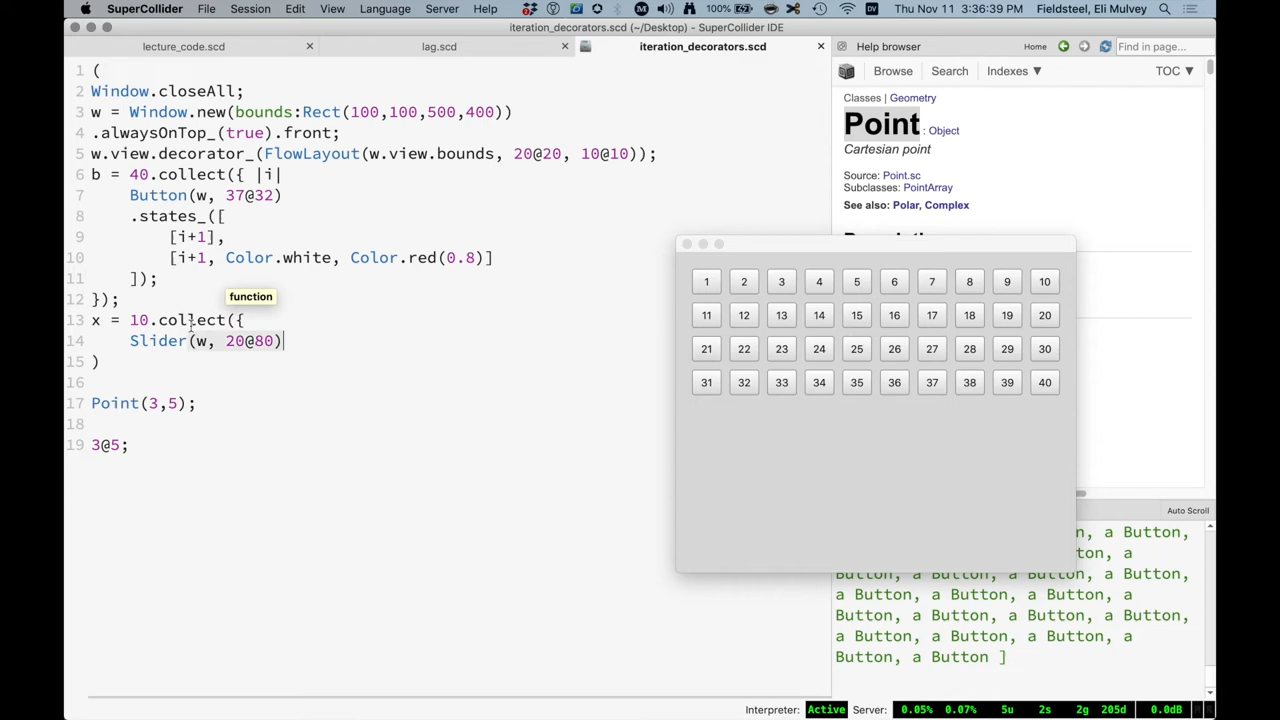 SuperCollider File Session Edit View Language Server Help 100% DV Thu Nov 11 3:36:39 PM Fieldsteel, Eli Mulvey
iteration_decorators.scd (~/Desktop) - SuperCollider IDE
lecture_code.scd lag.scd iteration_decorators.scd
Help browser Home Find in page...
Browse Search Indexes ▼ TOC ▼
1 (
2 Window.closeAll;
3 w = Window.new(bounds:Rect(100,100,500,400))
4 .alwaysOnTop_(true).front;
5 w.view.decorator_(FlowLayout(w.view.bounds, 20@20, 10@10));
6 b = 40.collect({ |i|
7 Button(w, 37@32)
8 .states_([
9 [i+1],
10 [i+1, Color.white, Color.red(0.8)]
11 ]);
12 });
function
13 x = 10.collect({
14 Slider(w, 20@80)
15 )
16
17 Point(3,5);
18
19 3@5;
Classes | Geometry
Point : Object
Cartesian point
Source: Point.sc
Subclasses: PointArray
See also: Polar, Complex
1 2 3 4 5 6 7 8 9 10
11 12 13 14 15 16 17 18 19 20
21 22 23 24 25 26 27 28 29 30
31 32 33 34 35 36 37 38 39 40
Auto Scroll
n, a Button,
ton, a
Button, a Button, a Button,
a Button, a Button, a
Button, a Button, a Button,
a Button, a Button, a
Button, a Button ]
Interpreter: Active Server: 0.05% 0.07% 5u 2s 2g 205d 0.0dB